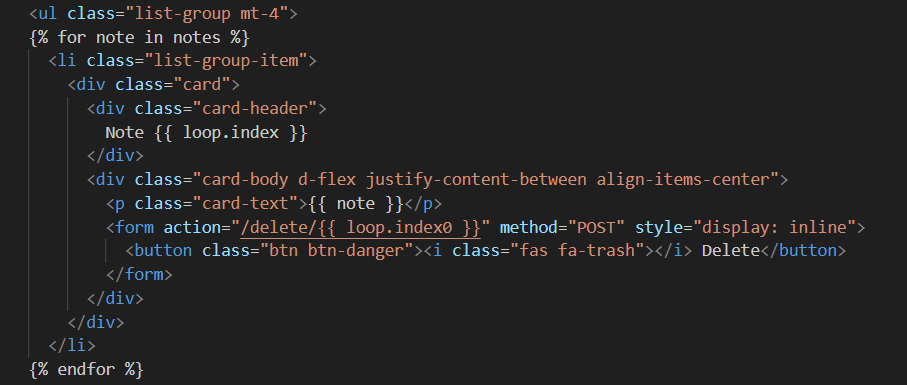 <ul class="list-group mt-4">
{% for note in notes %}
<li class="list-group-item">
<div class="card">
<div class="card-header">
Note {{ loop.index }}
</div>
<div class="card-body d-flex justify-content-between align-items-center">
<p class="card-text">{{ note }}</p>
<form action="/delete/{{ loop.index0 }}" method="POST" style="display: inline">
<button class="btn btn-danger"><i class="fas fa-trash"></i> Delete</button>
</form>
</div>
</div>
</li>
{% endfor %}